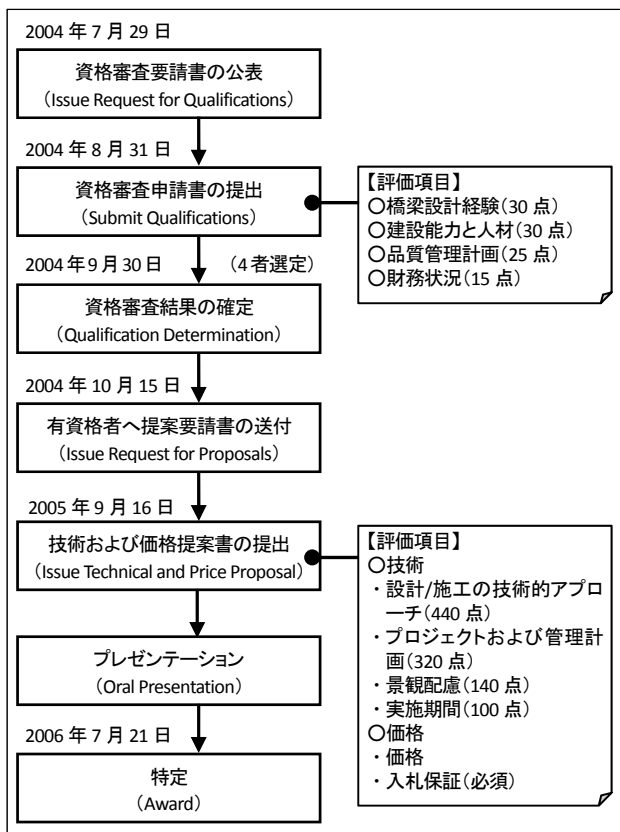 2004 年 7 月 29 日
資格審査要請書の公表
(Issue Request for Qualifications)
2004 年 8 月 31 日
資格審査申請書の提出
(Submit Qualifications)
【評価項目】
○橋梁設計経験(30 点)
○建設能力と人材(30 点)
○品質管理計画(25 点)
○財務状況(15 点)
2004 年 9 月 30 日 (4 者選定)
資格審査結果の確定
(Qualification Determination)
2004 年 10 月 15 日
有資格者へ提案要請書の送付
(Issue Request for Proposals)
2005 年 9 月 16 日
技術および価格提案書の提出
(Issue Technical and Price Proposal)
【評価項目】
○技術
・設計/施工の技術的アプロ
ーチ(440 点)
・プロジェクトおよび管理計
画(320 点)
・景観配慮(140 点)
・実施期間(100 点)
○価格
・価格
・入札保証(必須)
プレゼンテーション
(Oral Presentation)
2006 年 7 月 21 日
特定
(Award)